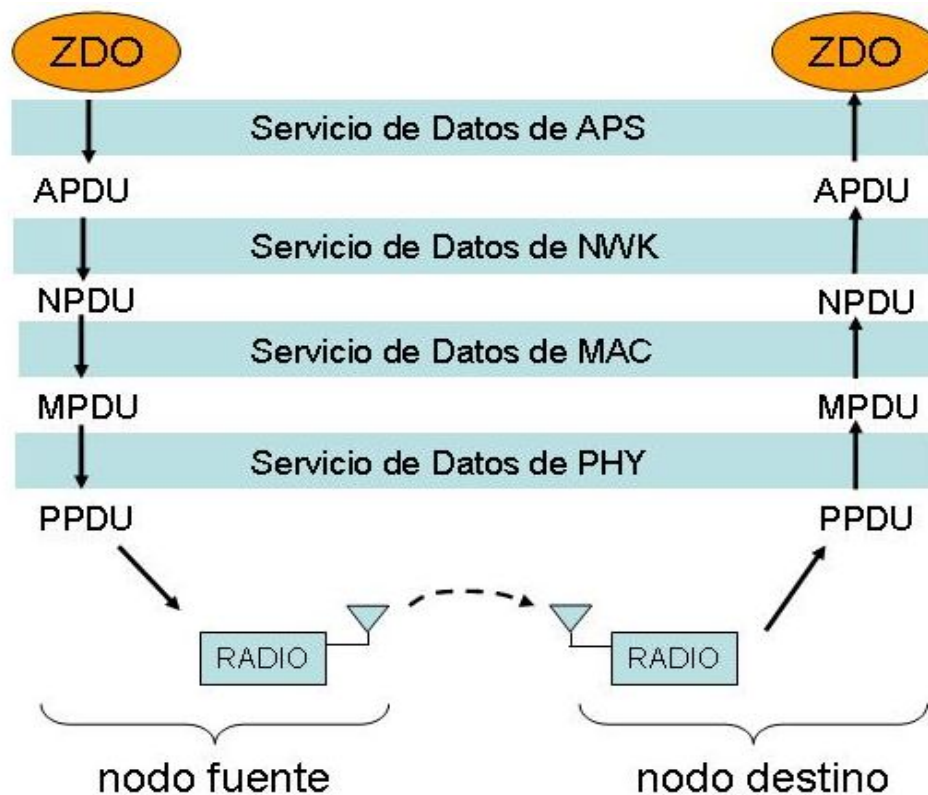 ZDO ZDO
Servicio de Datos de APS
APDU APDU
Servicio de Datos de NWK
NPDU NPDU
Servicio de Datos de MAC
MPDU MPDU
Servicio de Datos de PHY
PPDU PPDU
RADIO RADIO
nodo fuente nodo destino